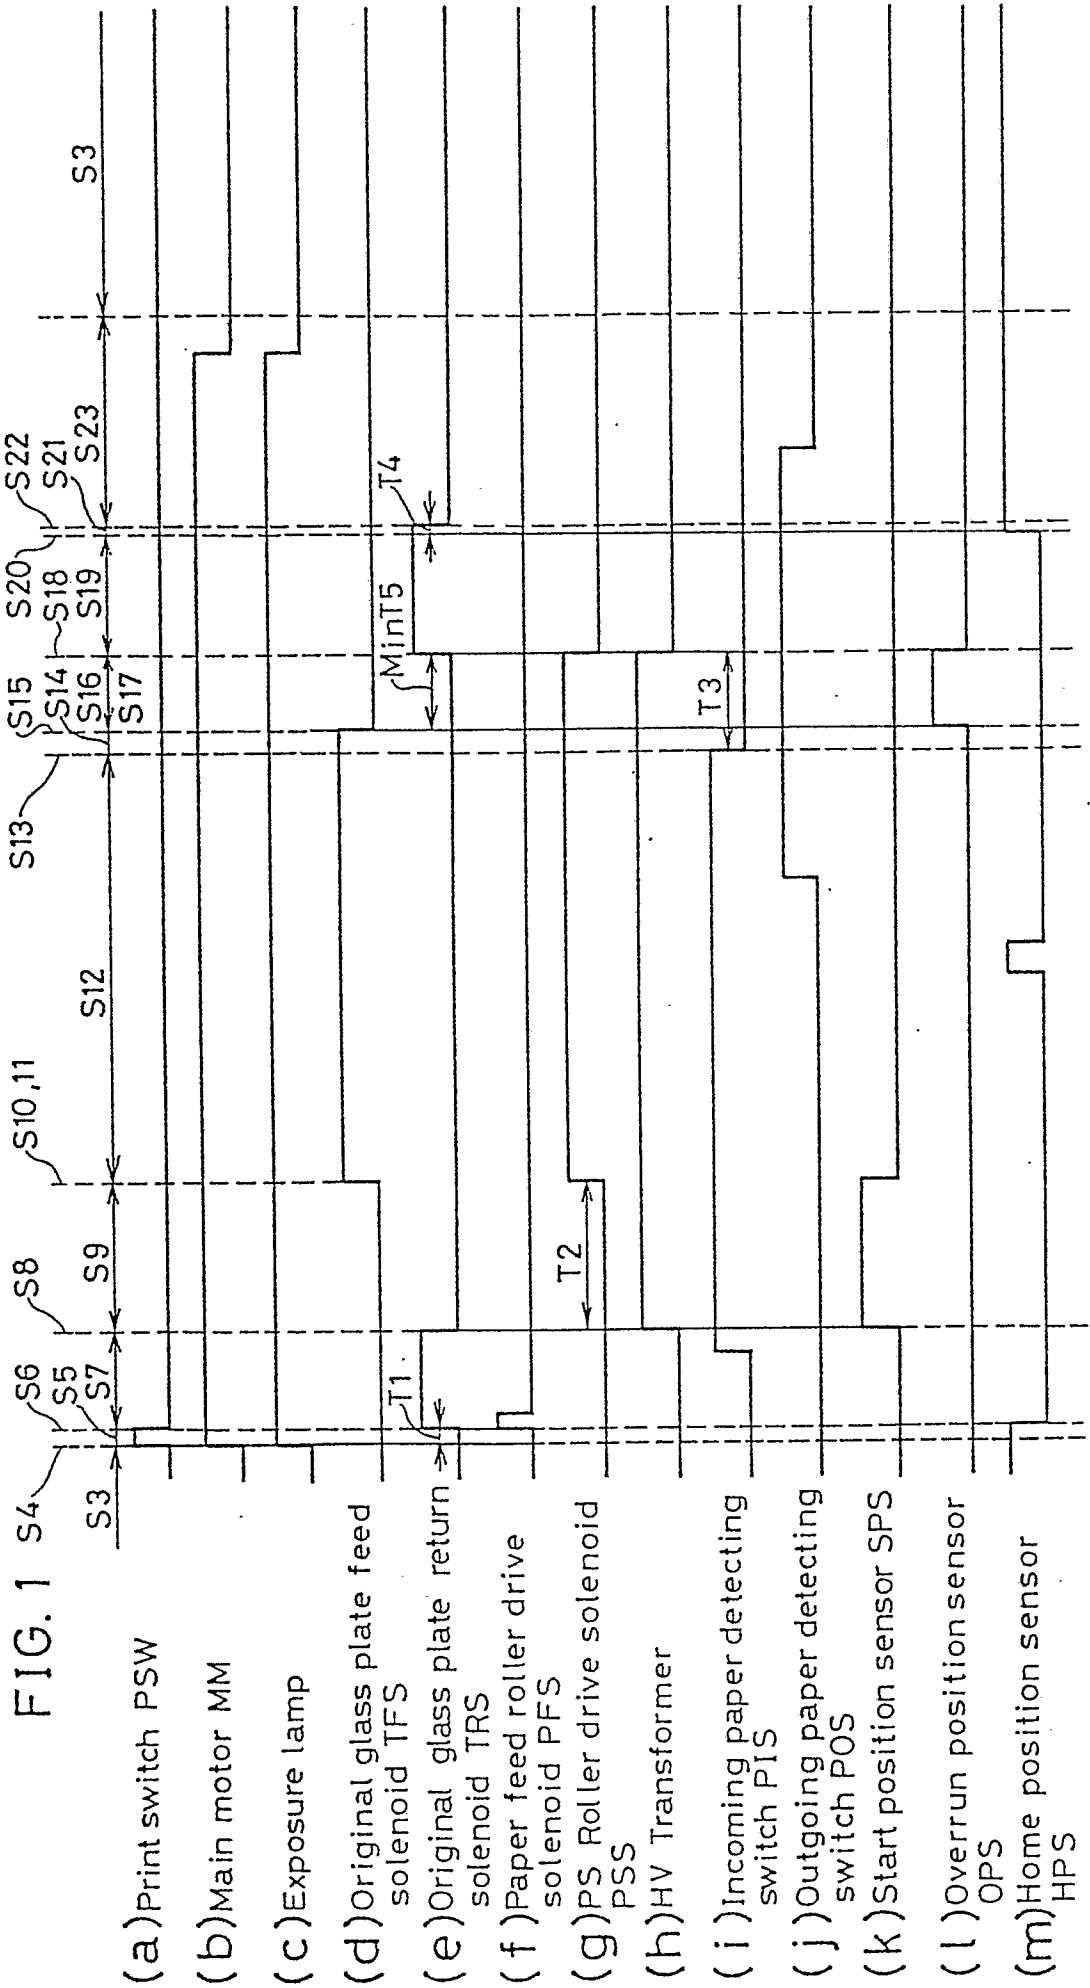 FIG. 1
S3
S4
S5
S6
S7
S8
S9
S10,11
S12
S13
S14
S15
S16
S17
S18
S19
S20
S21
S22
S23
S3
(a)Print switch PSW
(b)Main motor MM
(c)Exposure lamp
(d)Original glass plate feed
solenoid TFS
(e)Original glass plate return
solenoid TRS
(f)Paper feed roller drive
solenoid PFS
(g)PS Roller drive solenoid
PSS
(h)HV Transformer
(i)Incoming paper detecting
switch PIS
(j)Outgoing paper detecting
switch POS
(k)Start position sensor SPS
(l)Overrun position sensor
OPS
(m)Home position sensor
HPS
T1
T2
T3
MinT5
T4